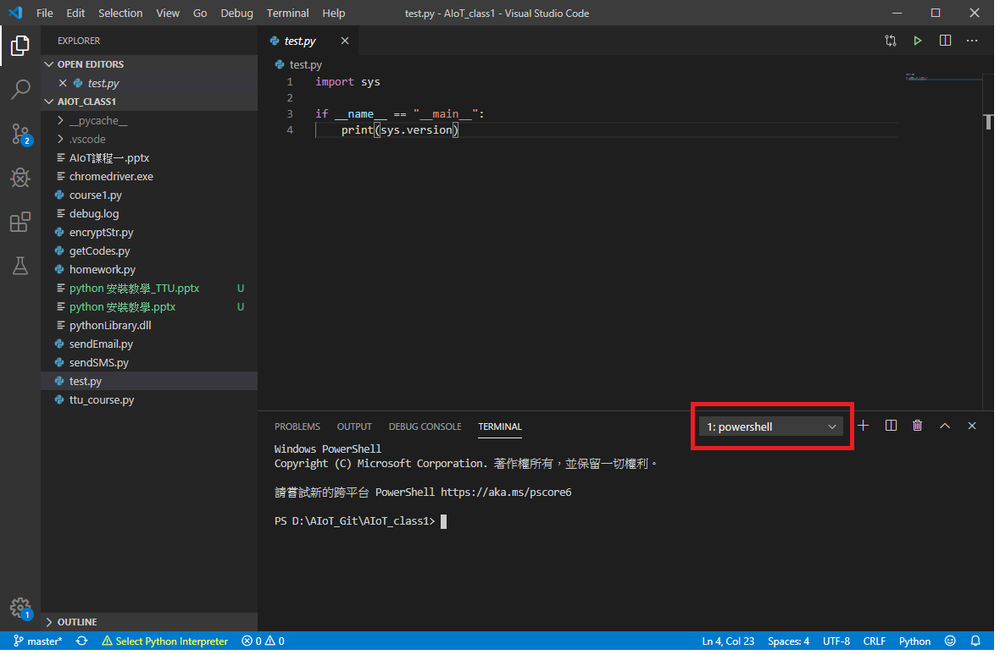 File Edit Selection View Go Debug Terminal Help test.py - AIoT_class1 - Visual Studio Code
EXPLORER
OPEN EDITORS
test.py
AIOT_CLASS1
__pycache__
.vscode
AIoT課程一.pptx
chromedriver.exe
course1.py
debug.log
encryptStr.py
getCodes.py
homework.py
python 安裝教學_TTU.pptx U
python 安裝教學.pptx U
pythonLibrary.dll
sendEmail.py
sendSMS.py
test.py
ttu_course.py
OUTLINE
2
1
test.py
test.py
1 import sys
2
3 if __name__ == "__main__":
4 print(sys.version)
PROBLEMS OUTPUT DEBUG CONSOLE TERMINAL 1: powershell
Windows PowerShell
Copyright (C) Microsoft Corporation. 著作權所有，並保留一切權利。
請嘗試新的跨平台 PowerShell https://aka.ms/pscore6
PS D:\AIoT_Git\AIoT_class1>
master* Select Python Interpreter 0 0 Ln 4, Col 23 Spaces: 4 UTF-8 CRLF Python